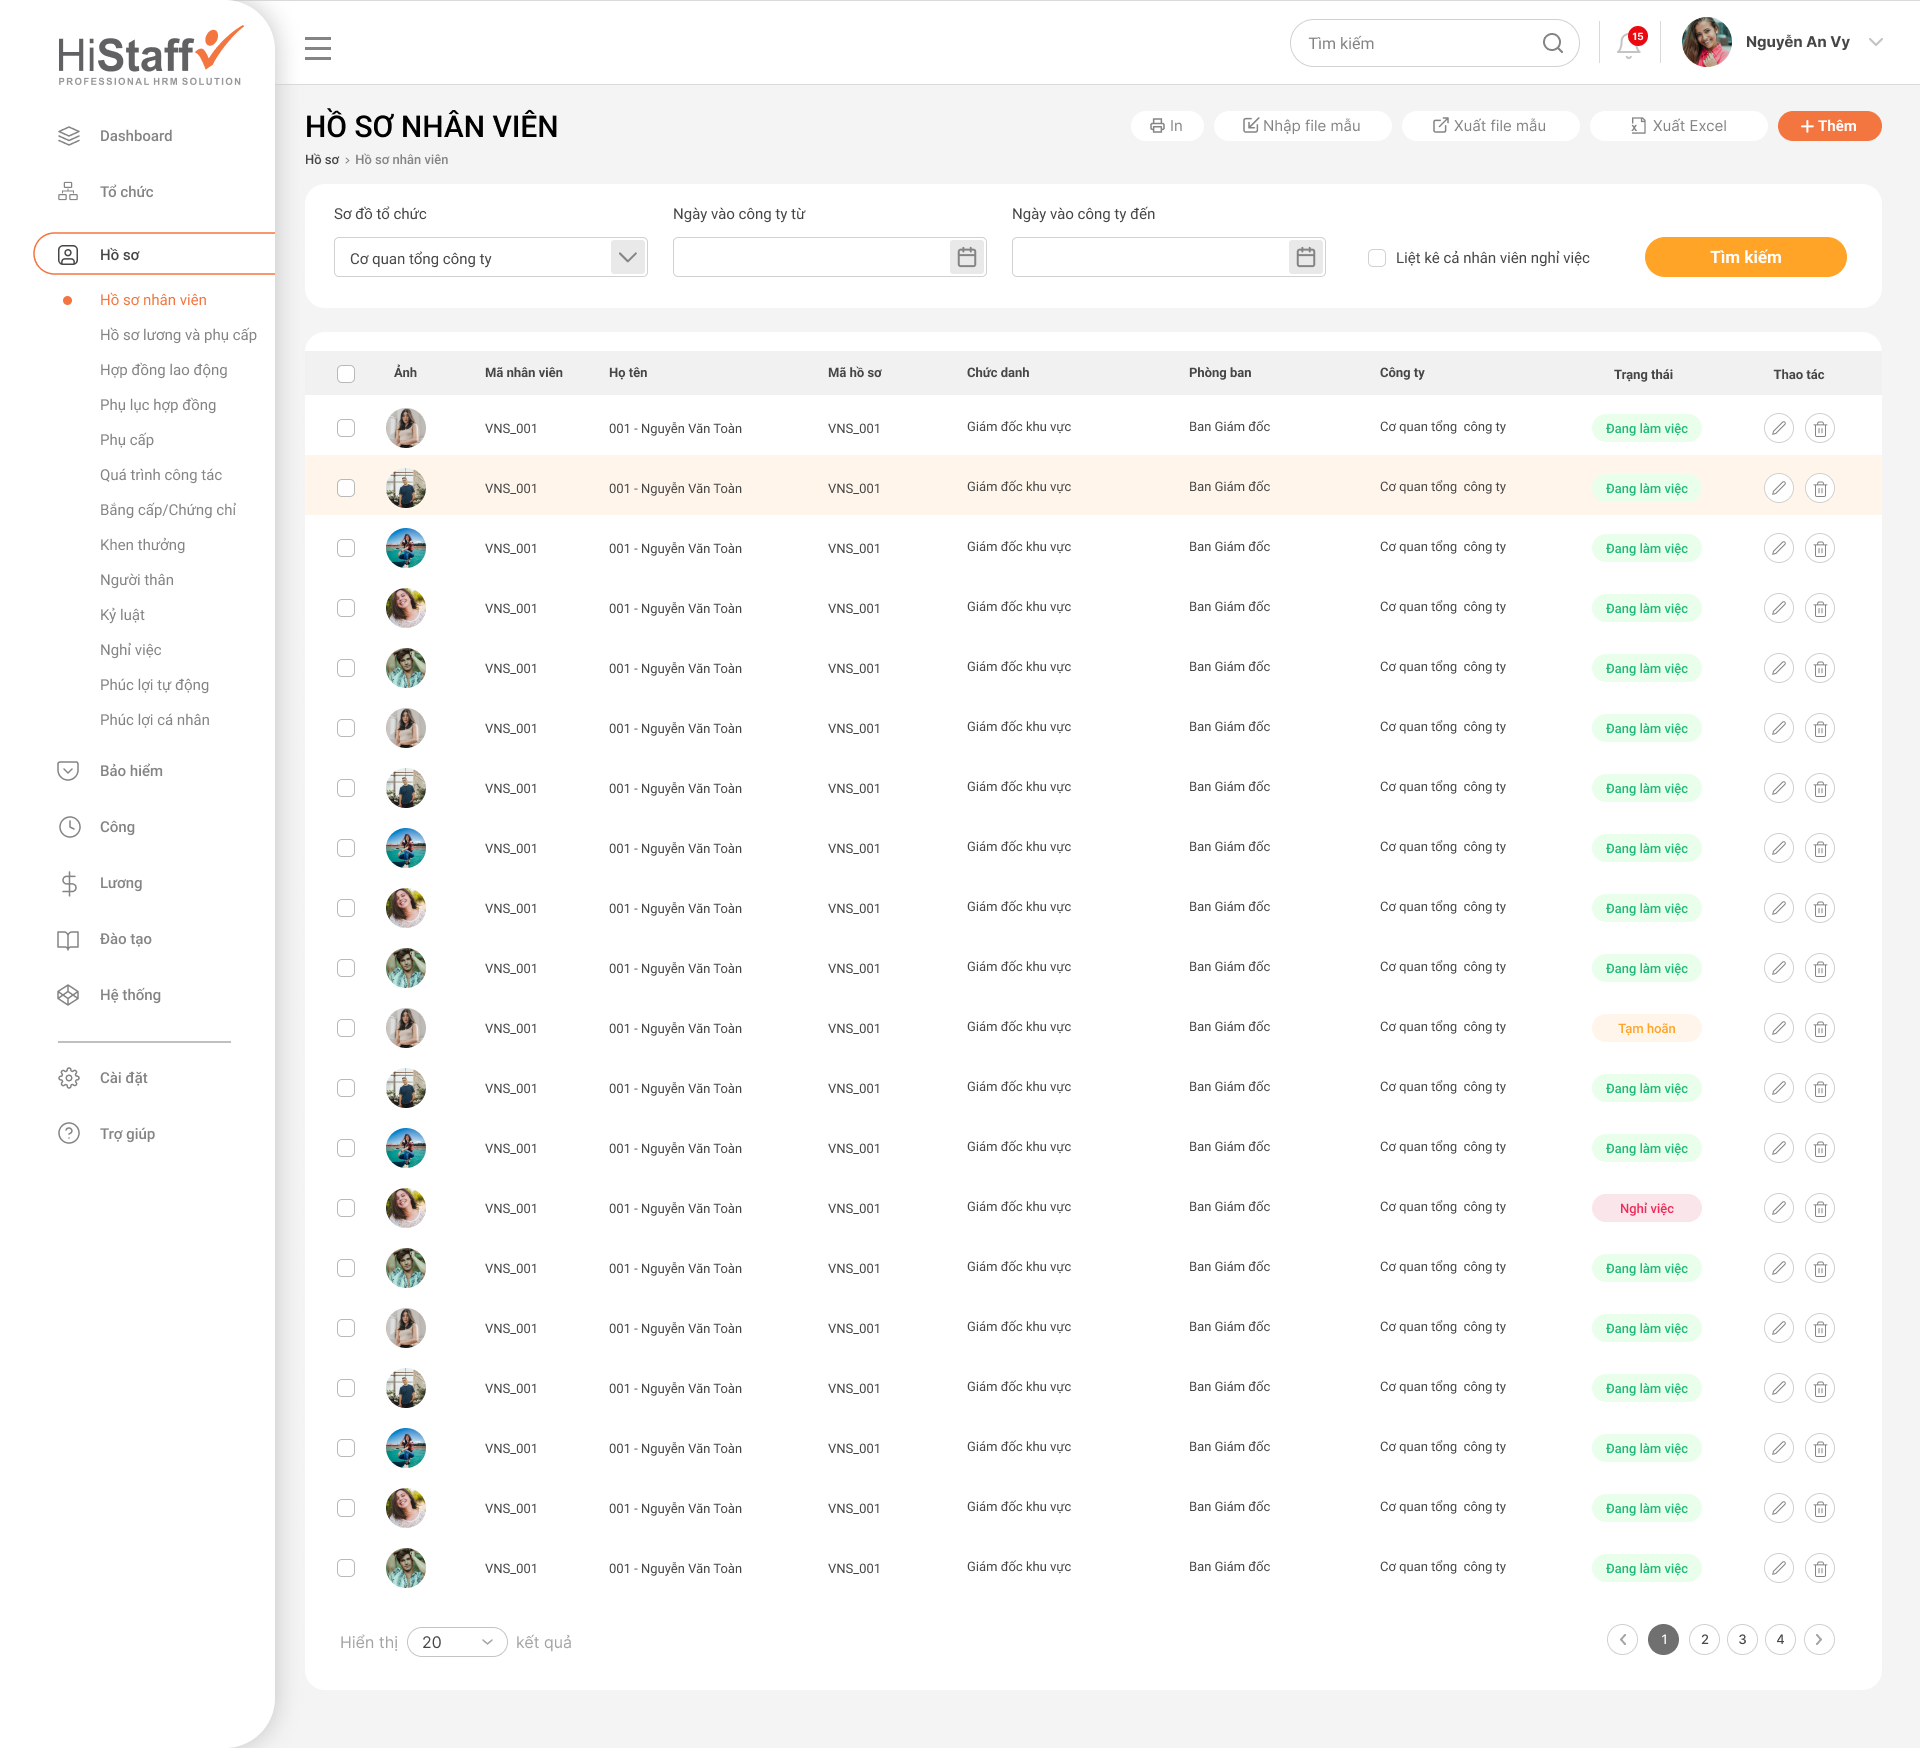 HiStaff
PROFESSIONAL HRM SOLUTION
Tìm kiếm
15
Nguyễn An Vy
Dashboard
Tổ chức
Hồ sơ
Hồ sơ nhân viên
Hồ sơ lương và phụ cấp
Hợp đồng lao động
Phụ lục hợp đồng
Phụ cấp
Quá trình công tác
Bằng cấp/Chứng chỉ
Khen thưởng
Người thân
Kỷ luật
Nghỉ việc
Phúc lợi tự động
Phúc lợi cá nhân
Bảo hiểm
Công
Lương
Đào tạo
Hệ thống
Cài đặt
Trợ giúp
HỒ SƠ NHÂN VIÊN
Hồ sơ › Hồ sơ nhân viên
In Nhập file mẫu Xuất file mẫu Xuất Excel + Thêm
Sơ đồ tổ chức Ngày vào công ty từ Ngày vào công ty đến
Cơ quan tổng công ty Liệt kê cả nhân viên nghỉ việc Tìm kiếm
Ảnh Mã nhân viên Họ tên Mã hồ sơ Chức danh Phòng ban Công ty Trạng thái Thao tác
VNS_001 001 - Nguyễn Văn Toàn VNS_001 Giám đốc khu vực Ban Giám đốc Cơ quan tổng công ty Đang làm việc
VNS_001 001 - Nguyễn Văn Toàn VNS_001 Giám đốc khu vực Ban Giám đốc Cơ quan tổng công ty Đang làm việc
VNS_001 001 - Nguyễn Văn Toàn VNS_001 Giám đốc khu vực Ban Giám đốc Cơ quan tổng công ty Đang làm việc
VNS_001 001 - Nguyễn Văn Toàn VNS_001 Giám đốc khu vực Ban Giám đốc Cơ quan tổng công ty Đang làm việc
VNS_001 001 - Nguyễn Văn Toàn VNS_001 Giám đốc khu vực Ban Giám đốc Cơ quan tổng công ty Đang làm việc
VNS_001 001 - Nguyễn Văn Toàn VNS_001 Giám đốc khu vực Ban Giám đốc Cơ quan tổng công ty Đang làm việc
VNS_001 001 - Nguyễn Văn Toàn VNS_001 Giám đốc khu vực Ban Giám đốc Cơ quan tổng công ty Đang làm việc
VNS_001 001 - Nguyễn Văn Toàn VNS_001 Giám đốc khu vực Ban Giám đốc Cơ quan tổng công ty Đang làm việc
VNS_001 001 - Nguyễn Văn Toàn VNS_001 Giám đốc khu vực Ban Giám đốc Cơ quan tổng công ty Đang làm việc
VNS_001 001 - Nguyễn Văn Toàn VNS_001 Giám đốc khu vực Ban Giám đốc Cơ quan tổng công ty Đang làm việc
VNS_001 001 - Nguyễn Văn Toàn VNS_001 Giám đốc khu vực Ban Giám đốc Cơ quan tổng công ty Tạm hoãn
VNS_001 001 - Nguyễn Văn Toàn VNS_001 Giám đốc khu vực Ban Giám đốc Cơ quan tổng công ty Đang làm việc
VNS_001 001 - Nguyễn Văn Toàn VNS_001 Giám đốc khu vực Ban Giám đốc Cơ quan tổng công ty Đang làm việc
VNS_001 001 - Nguyễn Văn Toàn VNS_001 Giám đốc khu vực Ban Giám đốc Cơ quan tổng công ty Nghỉ việc
VNS_001 001 - Nguyễn Văn Toàn VNS_001 Giám đốc khu vực Ban Giám đốc Cơ quan tổng công ty Đang làm việc
VNS_001 001 - Nguyễn Văn Toàn VNS_001 Giám đốc khu vực Ban Giám đốc Cơ quan tổng công ty Đang làm việc
VNS_001 001 - Nguyễn Văn Toàn VNS_001 Giám đốc khu vực Ban Giám đốc Cơ quan tổng công ty Đang làm việc
VNS_001 001 - Nguyễn Văn Toàn VNS_001 Giám đốc khu vực Ban Giám đốc Cơ quan tổng công ty Đang làm việc
VNS_001 001 - Nguyễn Văn Toàn VNS_001 Giám đốc khu vực Ban Giám đốc Cơ quan tổng công ty Đang làm việc
VNS_001 001 - Nguyễn Văn Toàn VNS_001 Giám đốc khu vực Ban Giám đốc Cơ quan tổng công ty Đang làm việc
Hiển thị 20 kết quả 1 2 3 4